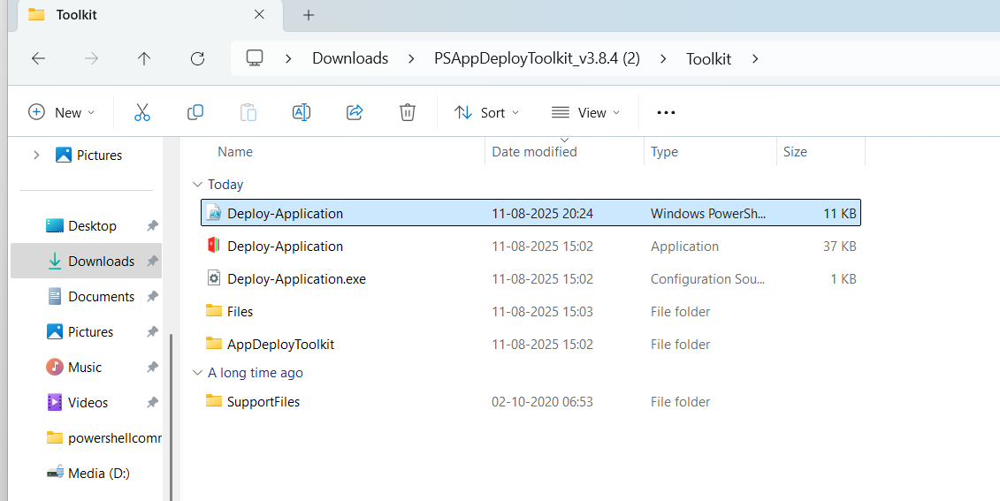 Toolkit
Downloads PSAppDeployToolkit_v3.8.4 (2) Toolkit
New Sort View
Name Date modified Type Size
Pictures
Desktop
Downloads
Documents
Pictures
Music
Videos
powershellcomr
Media (D:)
Today
Deploy-Application 11-08-2025 20:24 Windows PowerSh... 11 KB
Deploy-Application 11-08-2025 15:02 Application 37 KB
Deploy-Application.exe 11-08-2025 15:02 Configuration Sou... 1 KB
Files 11-08-2025 15:03 File folder
AppDeployToolkit 11-08-2025 15:02 File folder
A long time ago
SupportFiles 02-10-2020 06:53 File folder